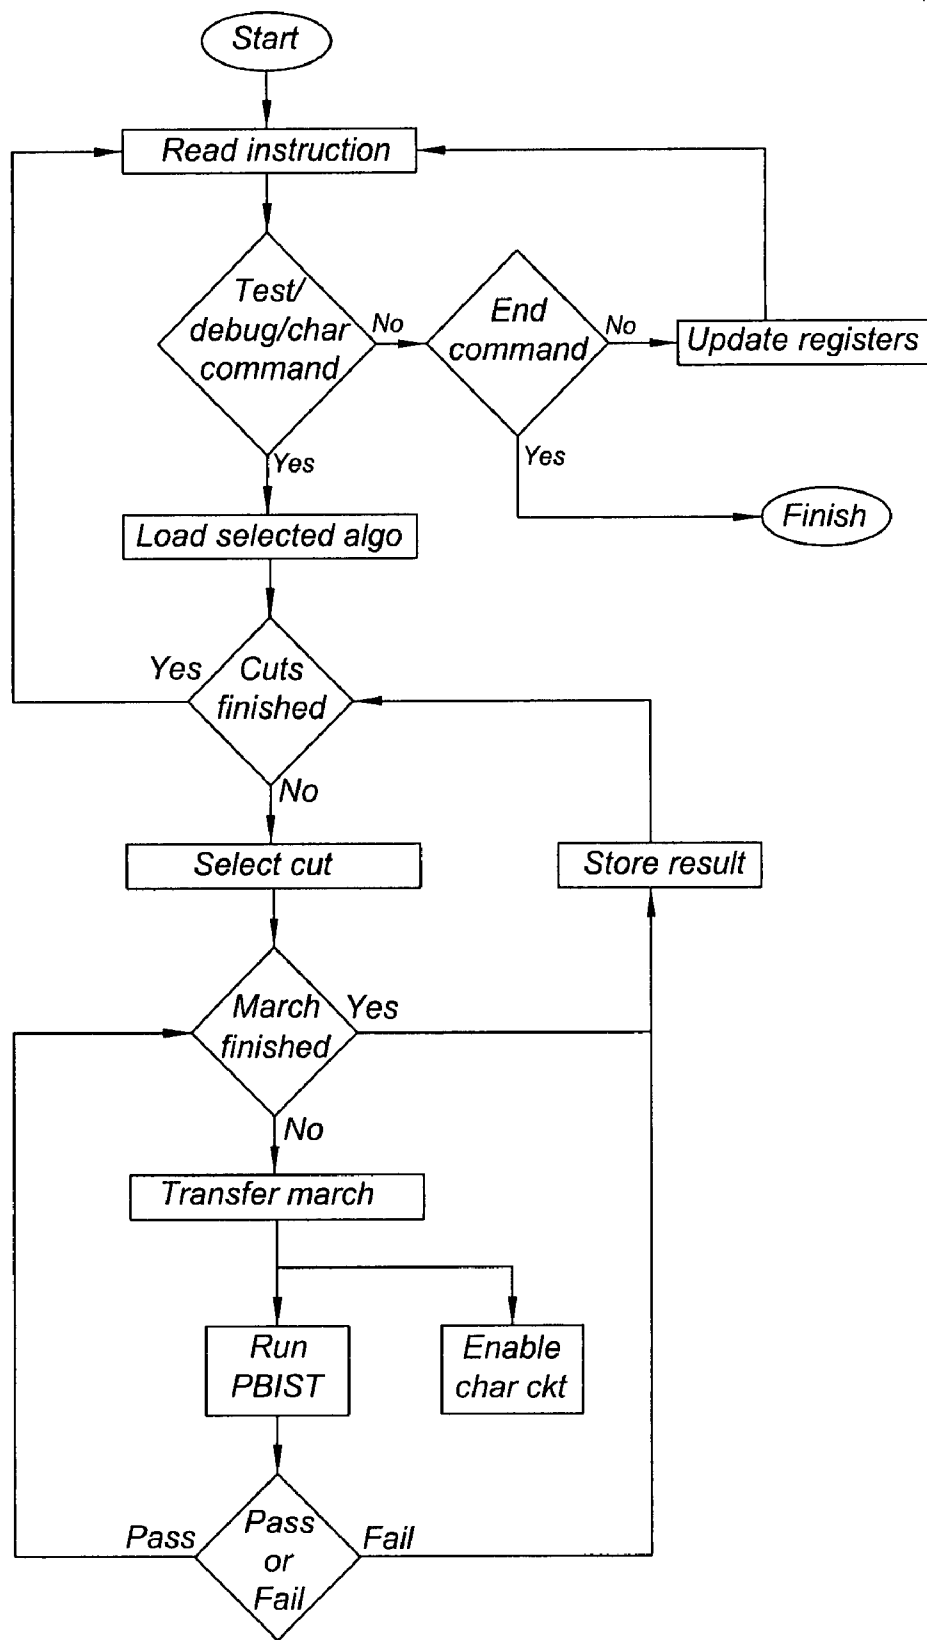 Start
Read instruction
Test/
debug/char
command
No
End
command
No
Update registers
Yes
Yes
Finish
Load selected algo
Yes
Cuts
finished
No
Select cut
Store result
March
finished
Yes
No
Transfer march
Run
PBIST
Enable
char ckt
Pass
Pass
or
Fail
Fail